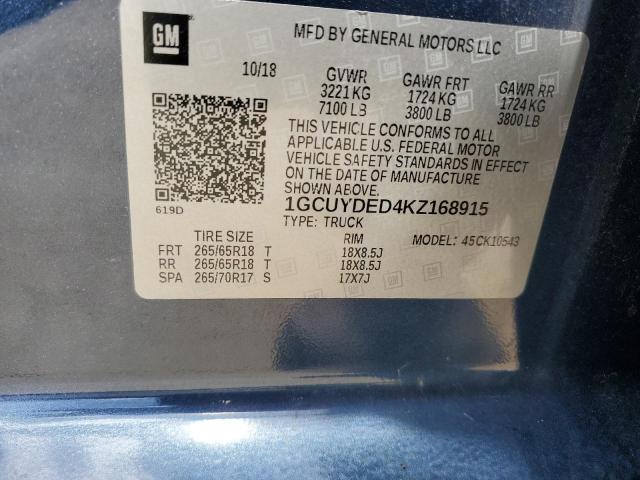 GM
MFD BY GENERAL MOTORS LLC
10/18 GVWR GAWR FRT GAWR RR
3221 KG 1724 KG 1724 KG
7100 LB 3800 LB 3800 LB
THIS VEHICLE CONFORMS TO ALL
APPLICABLE U.S. FEDERAL MOTOR
VEHICLE SAFETY STANDARDS IN EFFECT
ON THE DATE OF MANUFACTURE
SHOWN ABOVE.
619D
1GCUYDED4KZ168915
TYPE: TRUCK MODEL: 45CK10543
TIRE SIZE RIM
FRT 265/65R18 T 18X8.5J
RR 265/65R18 T 18X8.5J
SPA 265/70R17 S 17X7J